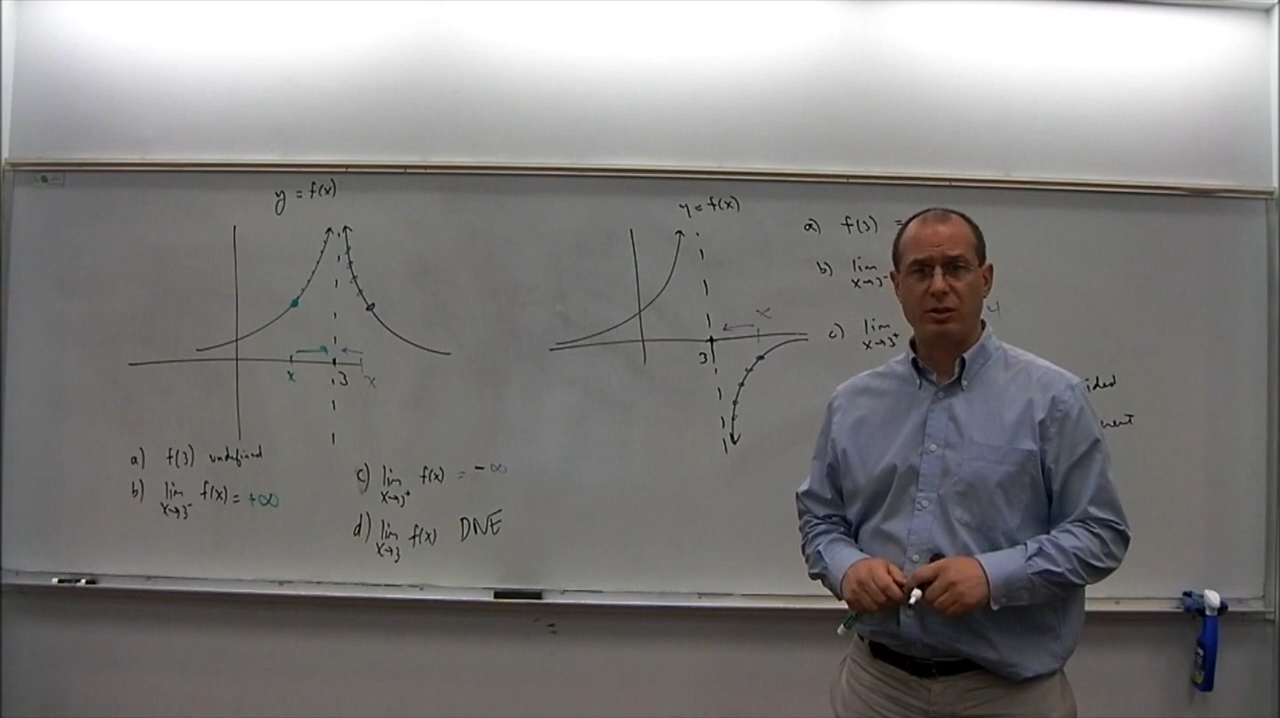 y = f(x)
x
3
x
a) f(3) undefined
b) lim x→3⁻ f(x) = +∞
c) lim x→3⁺ f(x) = -∞
d) lim x→3 f(x) DNE
y = f(x)
x
3
a) f(3) =
b) lim x→3⁻
c) lim x→3⁺